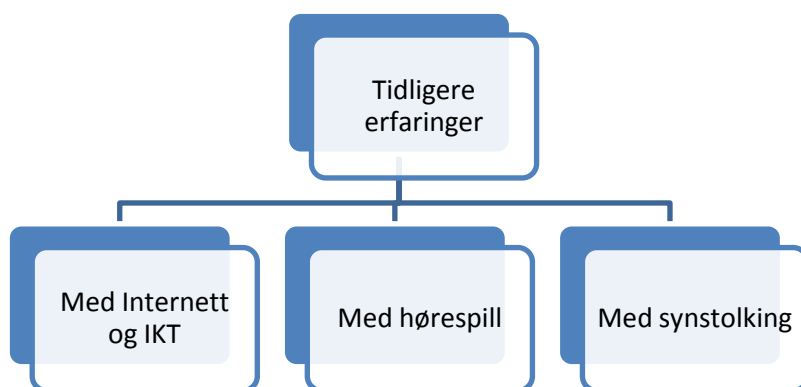 Tidligere
erfaringer
Med Internett
og IKT
Med hørespill
Med synstolking